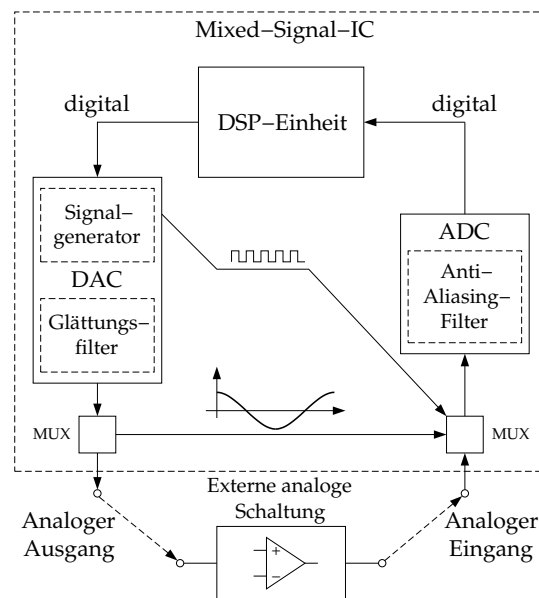 Mixed–Signal–IC
digital
digital
DSP–Einheit
Signal-
generator
DAC
Glättungs–
filter
ADC
Anti–
Aliasing–
Filter
MUX
MUX
Externe analoge
Schaltung
Analoger
Ausgang
Analoger
Eingang
+
−